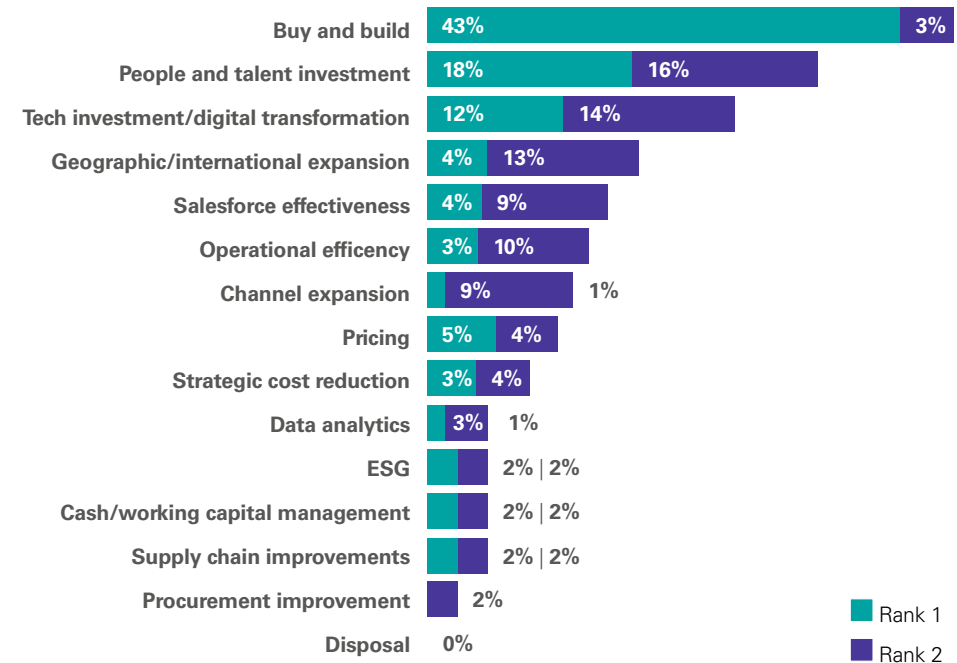 Buy and build 43% 3%
People and talent investment 18% 16%
Tech investment/digital transformation 12% 14%
Geographic/international expansion 4% 13%
Salesforce effectiveness 4% 9%
Operational efficency 3% 10%
Channel expansion 9% 1%
Pricing 5% 4%
Strategic cost reduction 3% 4%
Data analytics 3% 1%
ESG 2% | 2%
Cash/working capital management 2% | 2%
Supply chain improvements 2% | 2%
Procurement improvement 2%
Disposal 0%
Rank 1
Rank 2